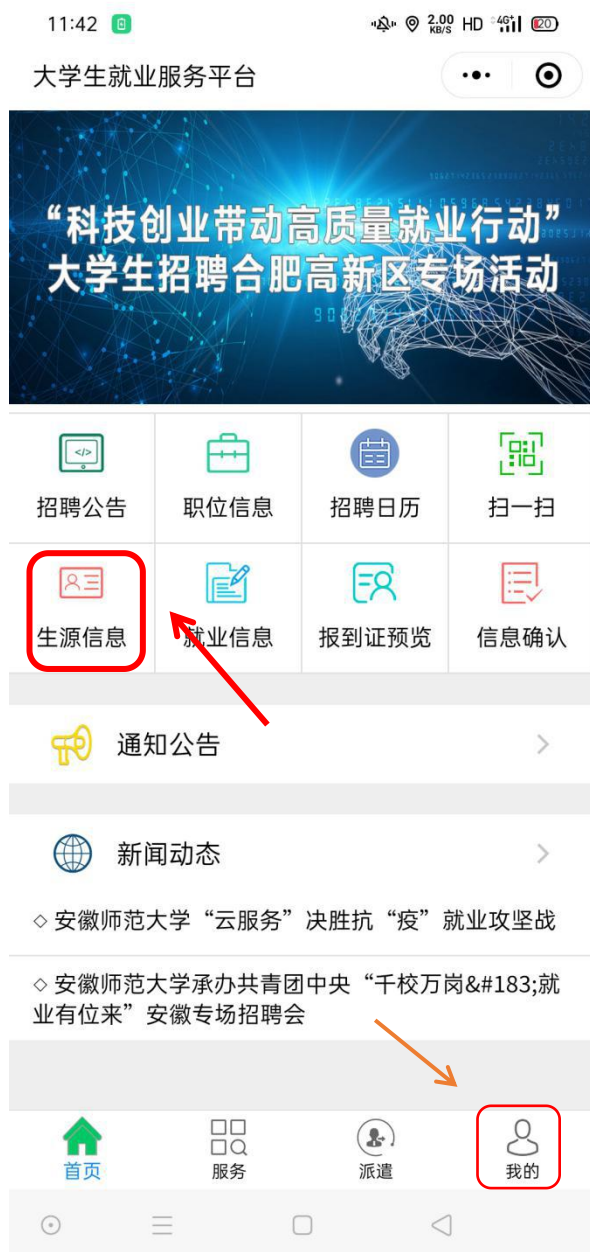 11:42
2.00 KB/S HD 4G+ 20
大学生就业服务平台
“科技创业带动高质量就业行动”
大学生招聘合肥高新区专场活动
招聘公告 职位信息 招聘日历 扫一扫
生源信息 就业信息 报到证预览 信息确认
通知公告
新闻动态
◇安徽师范大学“云服务”决胜抗“疫”就业攻坚战
◇安徽师范大学承办共青团中央“千校万岗&#183;就
业有位来”安徽专场招聘会
首页 服务 派遣 我的